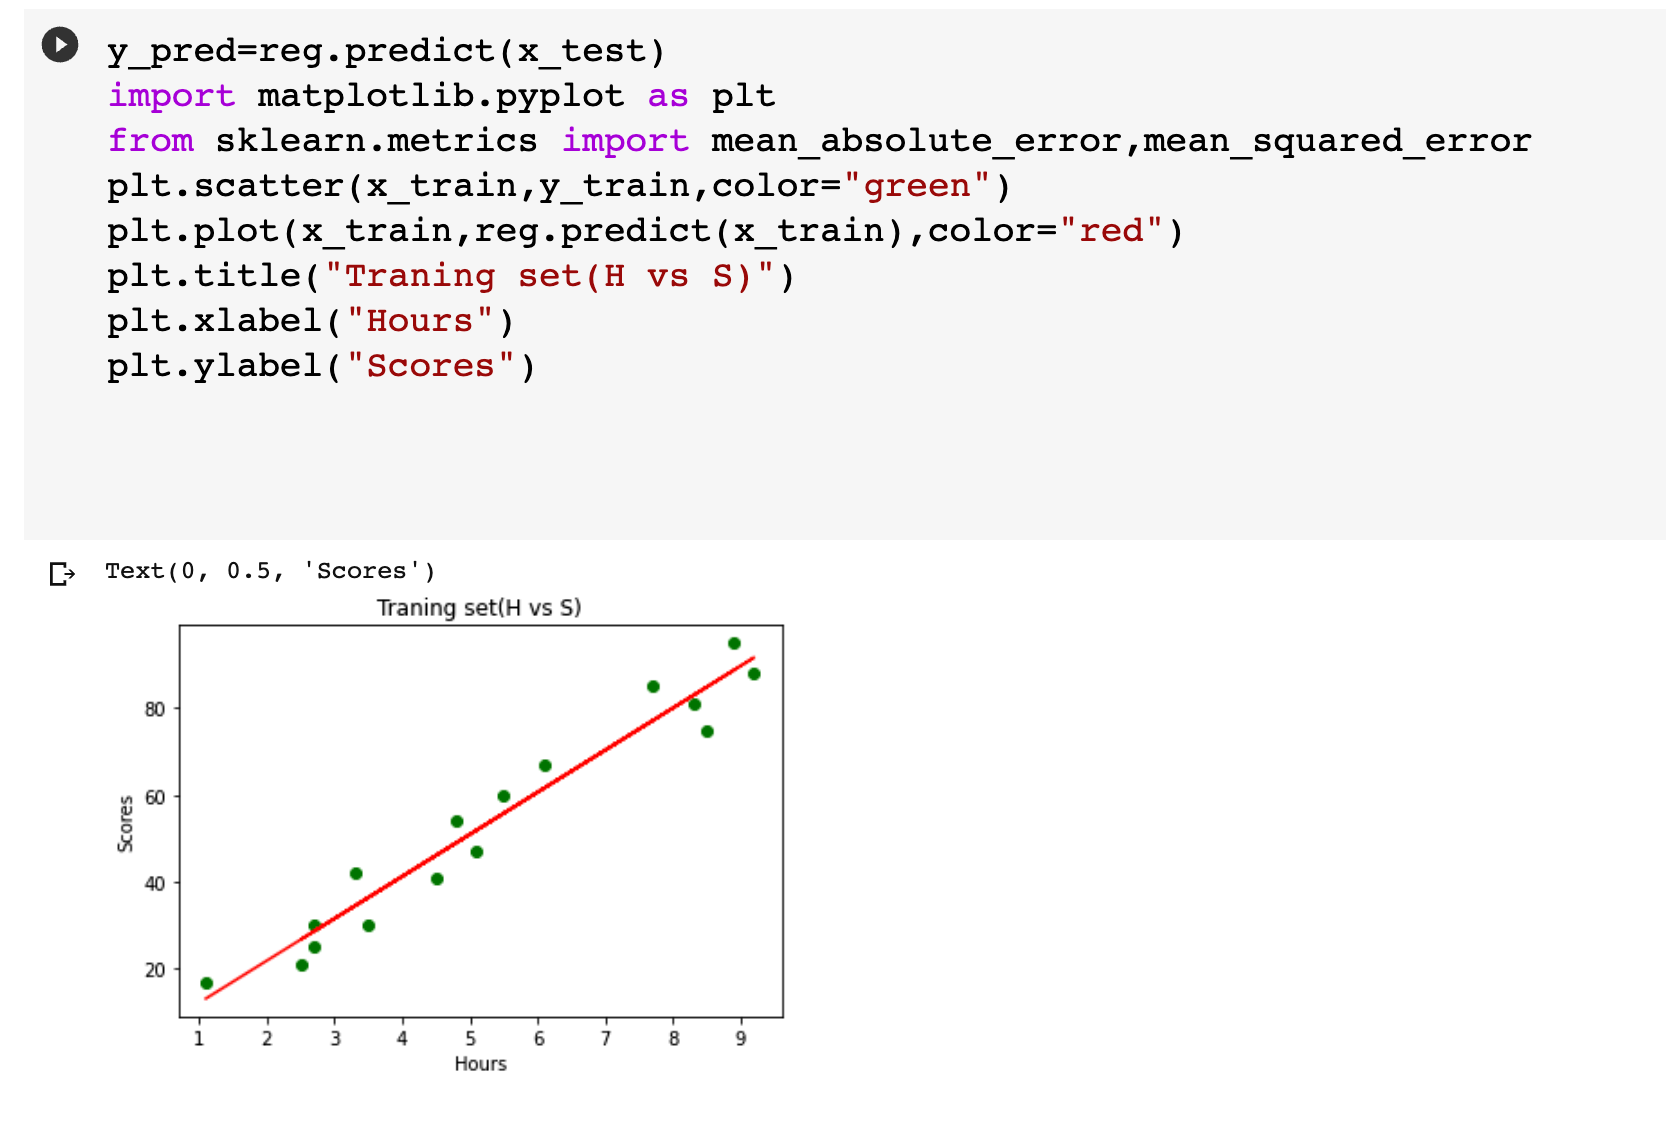 y_pred=reg.predict(x_test)
import matplotlib.pyplot as plt
from sklearn.metrics import mean_absolute_error,mean_squared_error
plt.scatter(x_train,y_train,color="green")
plt.plot(x_train,reg.predict(x_train),color="red")
plt.title("Traning set(H vs S)")
plt.xlabel("Hours")
plt.ylabel("Scores")
Text(0, 0.5, 'Scores')
Traning set(H vs S)
80
60
40
20
Scores
1 2 3 4 5 6 7 8 9
Hours